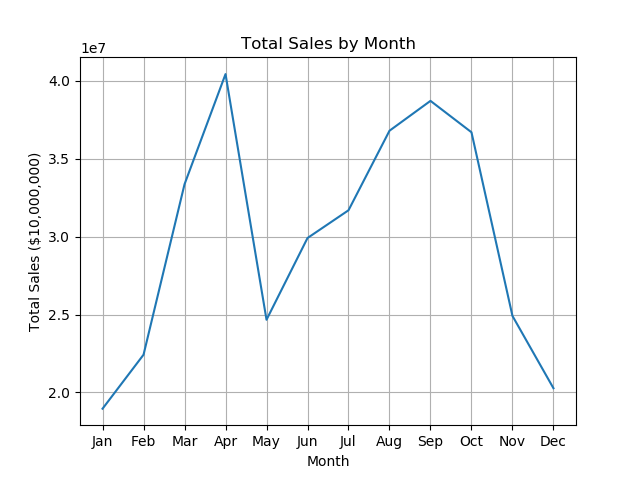 Total Sales by Month
1e7
4.0
3.5
3.0
2.5
2.0
Total Sales ($10,000,000)
Jan Feb Mar Apr May Jun Jul Aug Sep Oct Nov Dec
Month